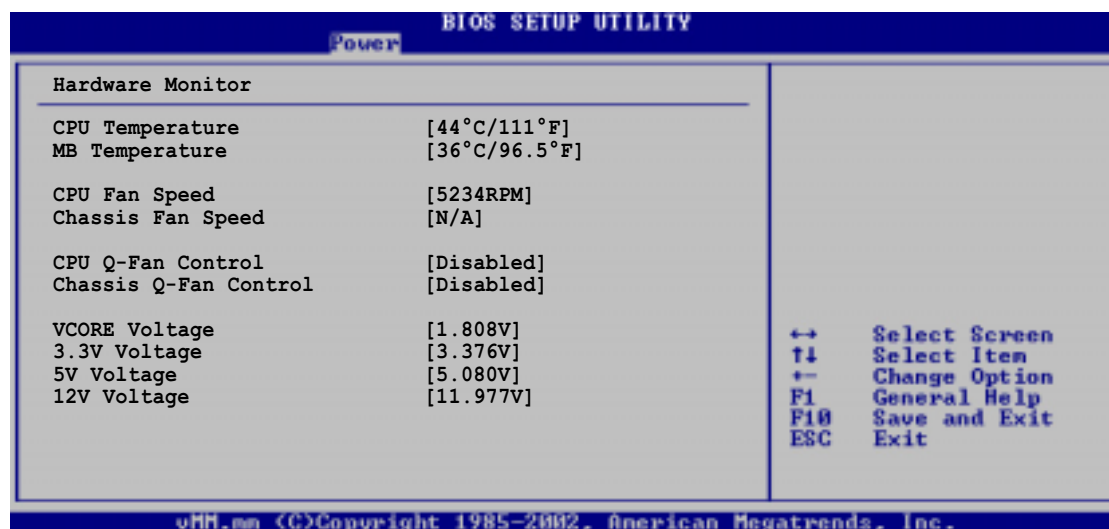 BIOS SETUP UTILITY
Power
Hardware Monitor
CPU Temperature [44°C/111°F]
MB Temperature [36°C/96.5°F]
CPU Fan Speed [5234RPM]
Chassis Fan Speed [N/A]
CPU Q-Fan Control [Disabled]
Chassis Q-Fan Control [Disabled]
VCORE Voltage [1.808V]
3.3V Voltage [3.376V]
5V Voltage [5.080V]
12V Voltage [11.977V]
←→ Select Screen
↑↓ Select Item
+- Change Option
F1 General Help
F10 Save and Exit
ESC Exit
vMM.mm (C)Copyright 1985-2002, American Megatrends, Inc.